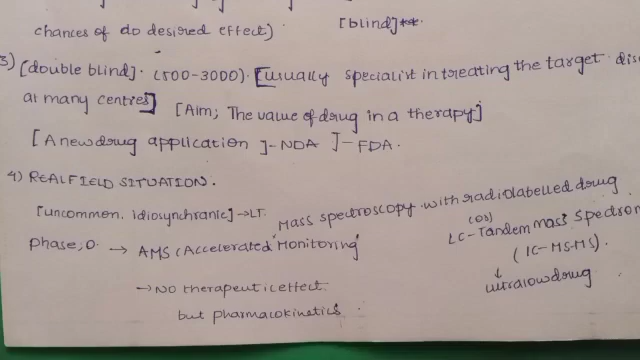 chances of do desired effect) [blind]**.
3) [double blind]. (500-3000). [usually specialist in treating the target
at many centres] [Aim; The value of drug in a therapy]
[A new drug application ]-NDA ]-FDA.
4) REALFIELD SITUATION.
[uncommon. idiosynchranic]→LT.
Mass spectroscopy with radiolabelled drug
(or)
phase; 0. → AMS (Accelerated Monitoring
LC-Tandem mass Spectrom
(LC-MS-MS).
↓
→ NO therapeutic effect. ultralow drug
but pharmacokinetics.